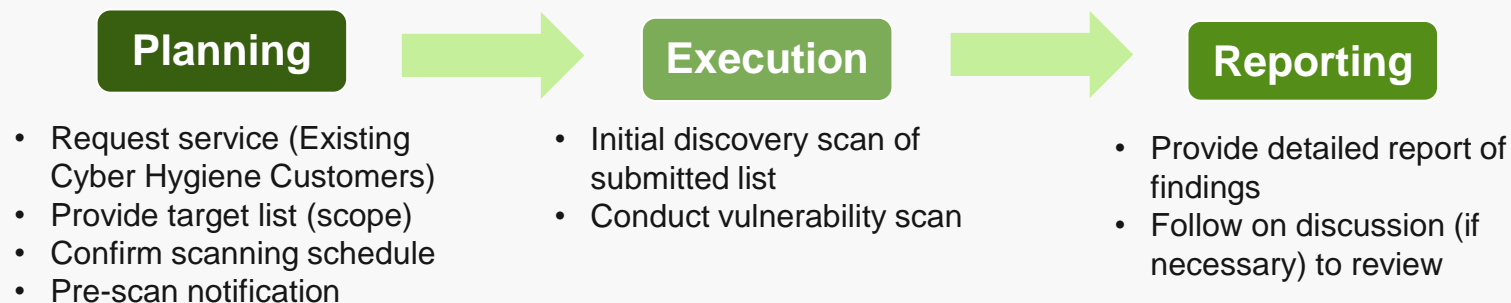 Planning
• Request service (Existing
Cyber Hygiene Customers)
• Provide target list (scope)
• Confirm scanning schedule
• Pre-scan notification
Execution
• Initial discovery scan of
submitted list
• Conduct vulnerability scan
Reporting
• Provide detailed report of
findings
• Follow on discussion (if
necessary) to review